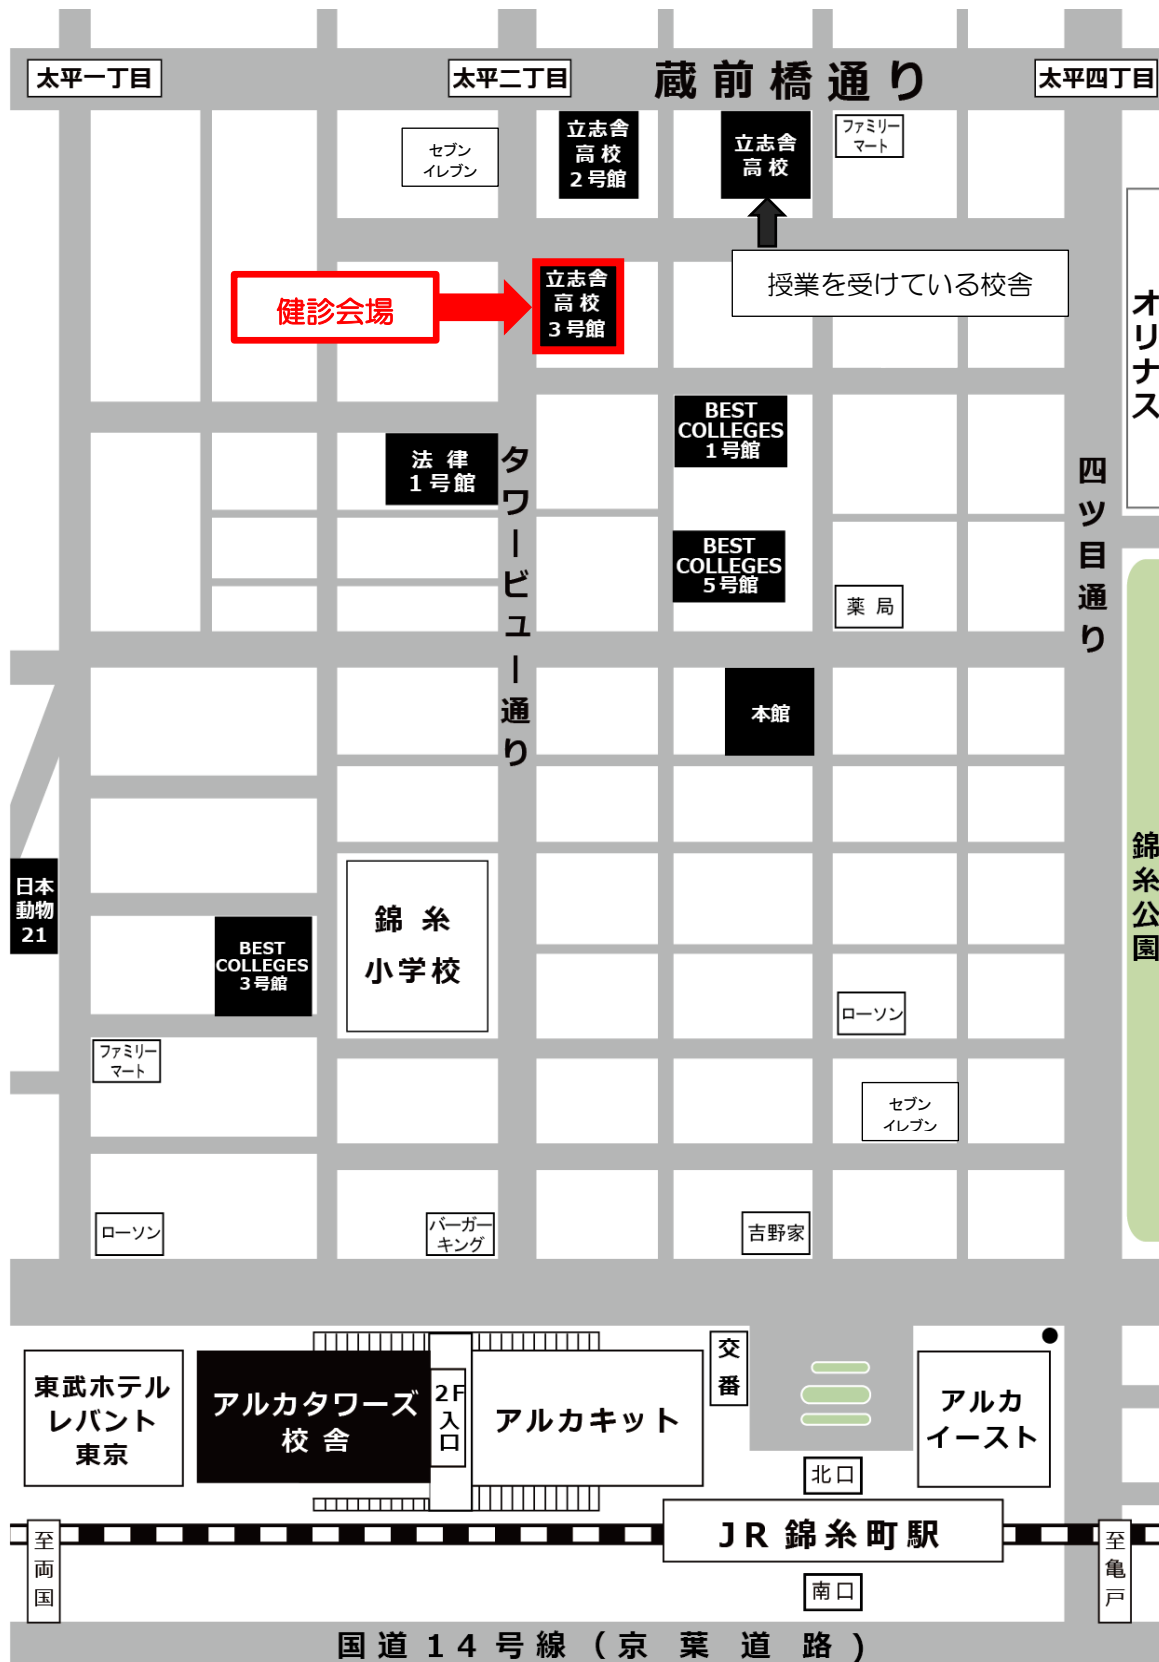 太平一丁目
太平二丁目
蔵前橋通り
太平四丁目
セブン
イレブン
立志舎
高校
2号館
立志舎
高校
ファミリー
マート
授業を受けている校舎
健診会場
立志舎
高校
3号館
オリナス
BEST
COLLEGES
1号館
法律
1号館
タワービュー通り
四ツ目通り
BEST
COLLEGES
5号館
薬局
本館
日本
動物
21
錦糸
小学校
錦糸公園
BEST
COLLEGES
3号館
ローソン
ファミリー
マート
セブン
イレブン
ローソン
バーガー
キング
吉野家
交番
東武ホテル
レバント
東京
アルカタワーズ
校舎
2F
入口
アルカキット
アルカ
イースト
北口
JR錦糸町駅
至両国
至亀戸
南口
国道14号線(京葉道路)